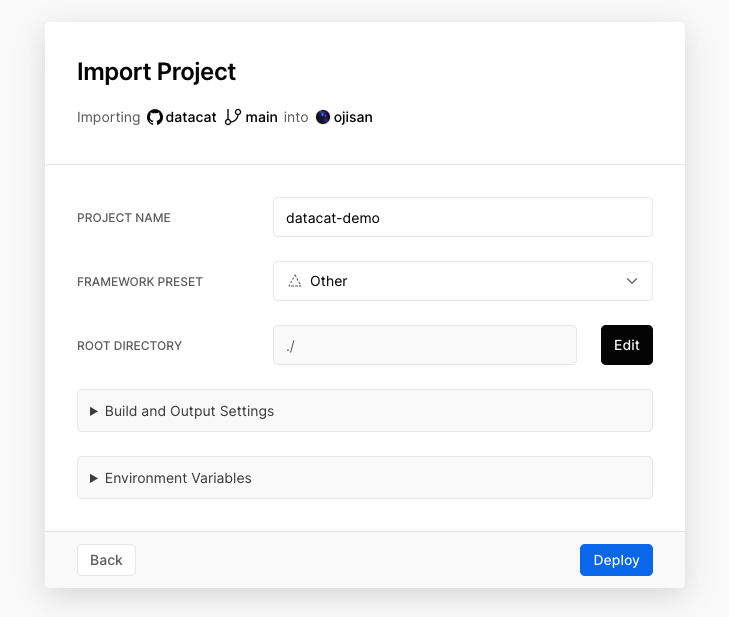 Import Project
Importing datacat main into ojisan
PROJECT NAME datacat-demo
FRAMEWORK PRESET Other
ROOT DIRECTORY ./ Edit
Build and Output Settings
Environment Variables
Back Deploy